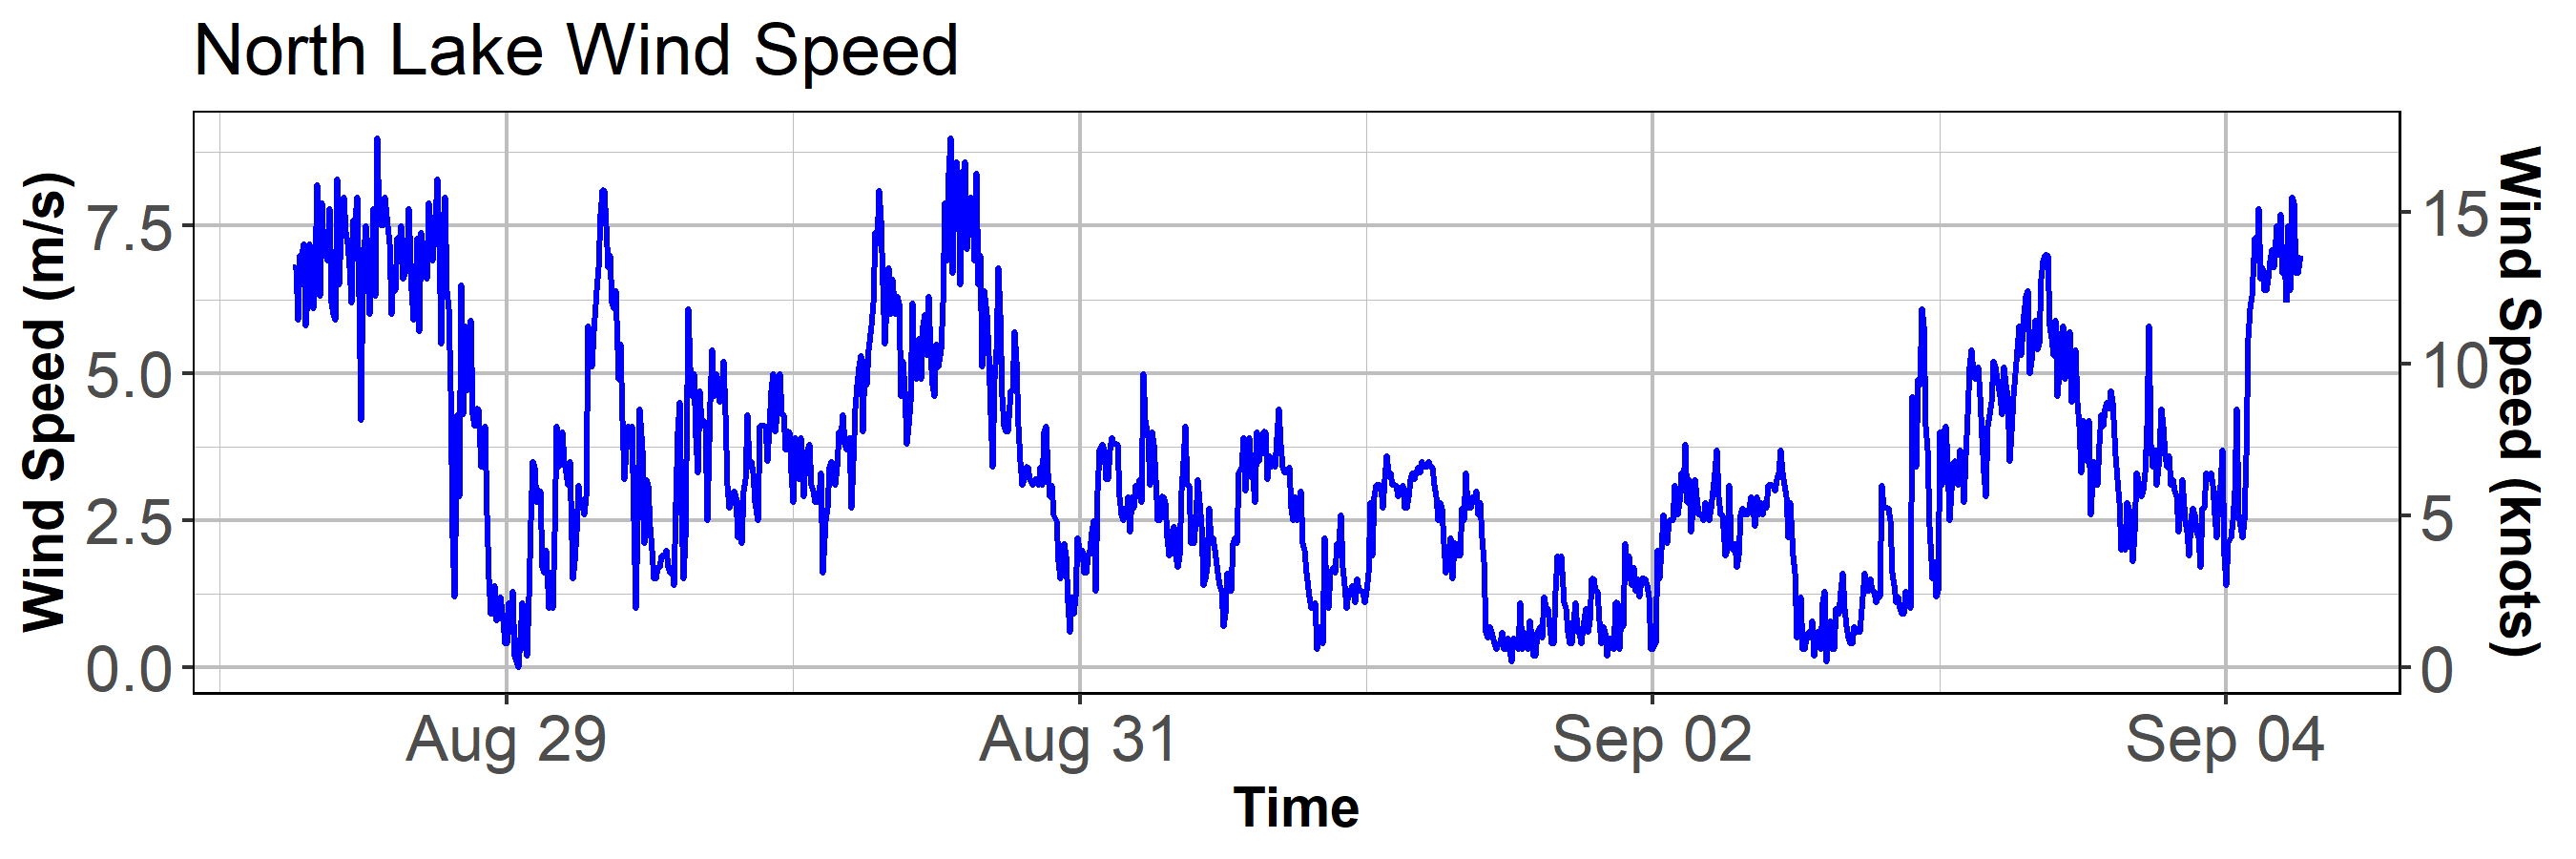 North Lake Wind Speed
Wind Speed (m/s)
7.5
5.0
2.5
0.0
15
10
5
0
Wind Speed (knots)
Aug 29
Aug 31
Sep 02
Sep 04
Time